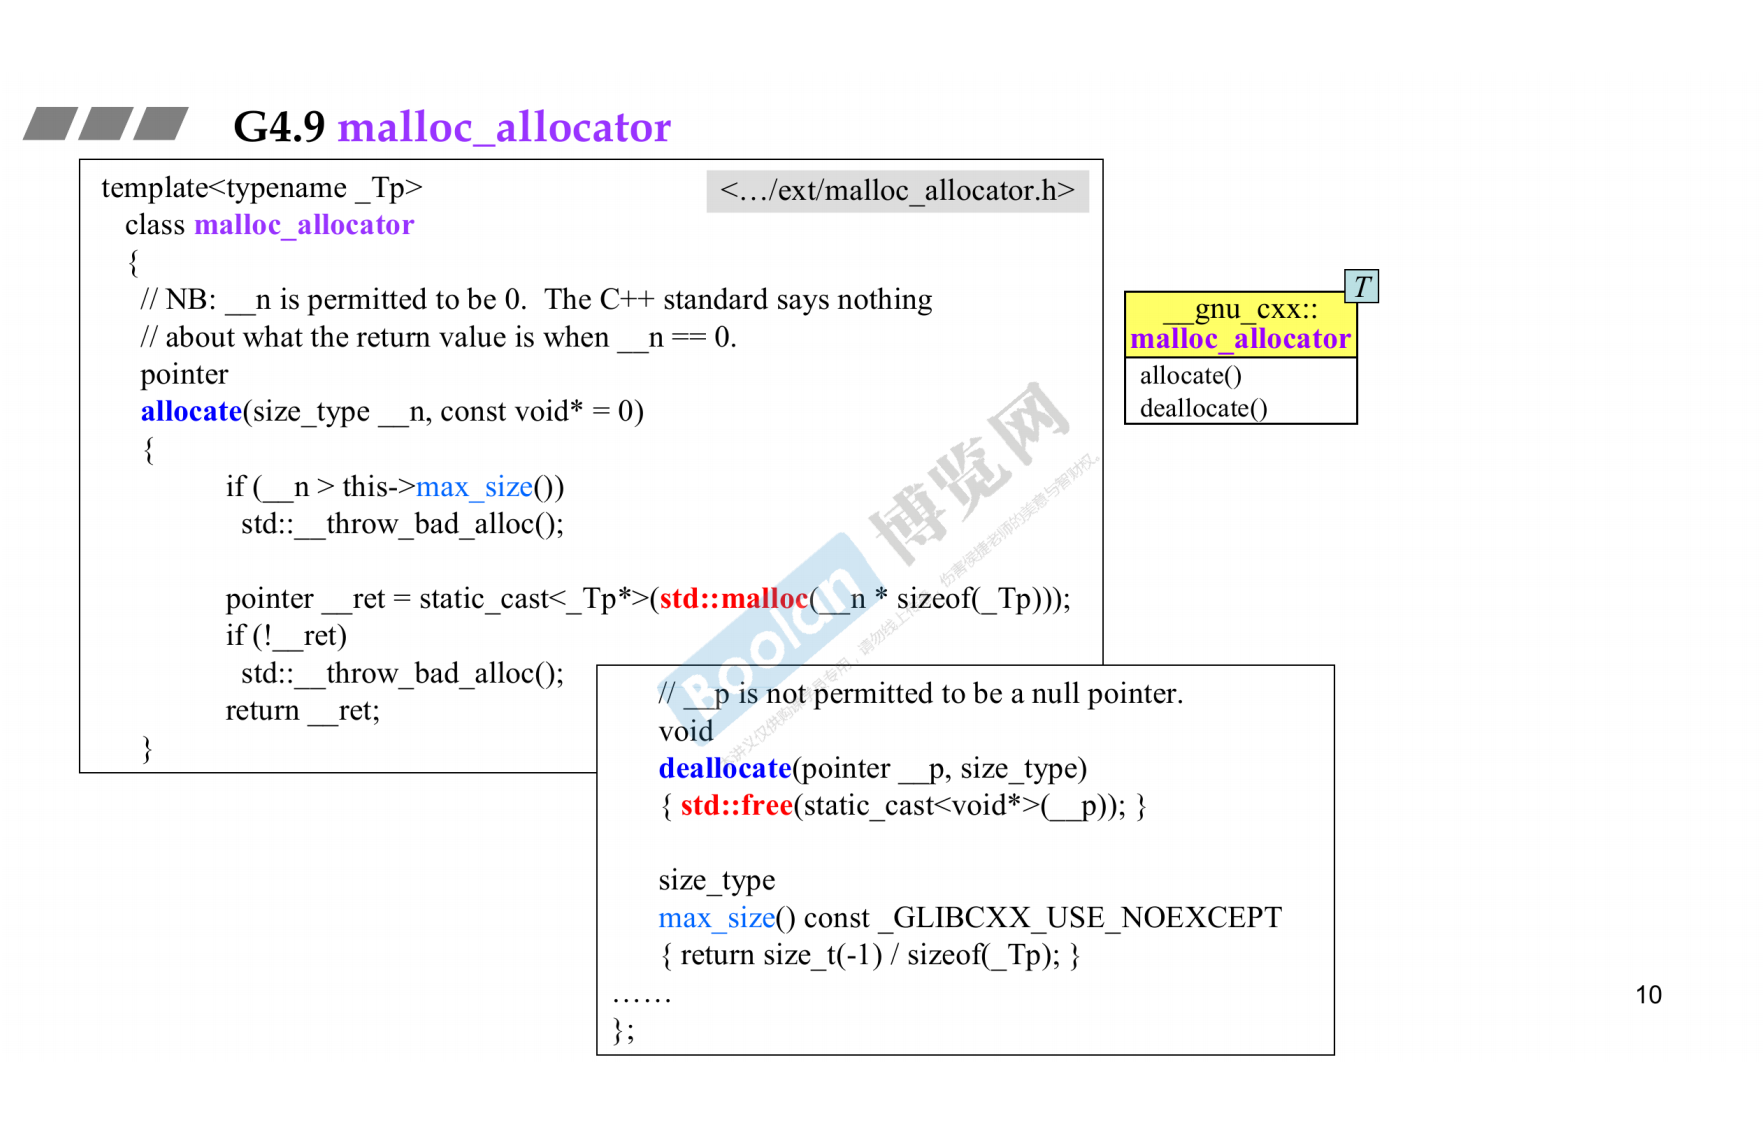 G4.9 malloc_allocator
template<typename _Tp>
<…/ext/malloc_allocator.h>
class malloc_allocator
{
// NB: __n is permitted to be 0.  The C++ standard says nothing
// about what the return value is when __n == 0.
pointer
allocate(size_type __n, const void* = 0)
{
if (__n > this->max_size())
std::__throw_bad_alloc();
pointer __ret = static_cast<_Tp*>(std::malloc(__n * sizeof(_Tp)));
if (!__ret)
std::__throw_bad_alloc();
return __ret;
}
// __p is not permitted to be a null pointer.
void
deallocate(pointer __p, size_type)
{ std::free(static_cast<void*>(__p)); }
size_type
max_size() const _GLIBCXX_USE_NOEXCEPT
{ return size_t(-1) / sizeof(_Tp); }
……
};
T
__gnu_cxx::
malloc_allocator
allocate()
deallocate()
Boolan 博览网
10